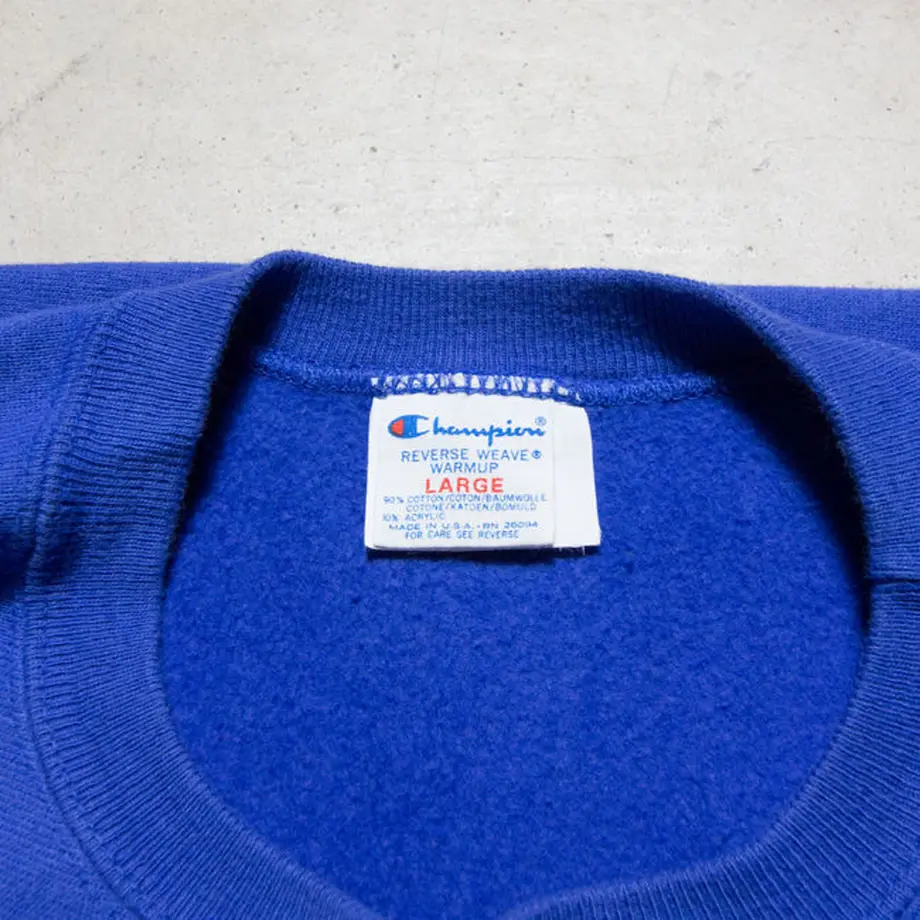 Champion®
REVERSE WEAVE®
WARMUP
LARGE
90% COTTON/COTON/BAUMWOLLE
COTONE/KATOEN/BOMULD
10% ACRYLIC
MADE IN U.S.A.·RN 26094
FOR CARE SEE REVERSE